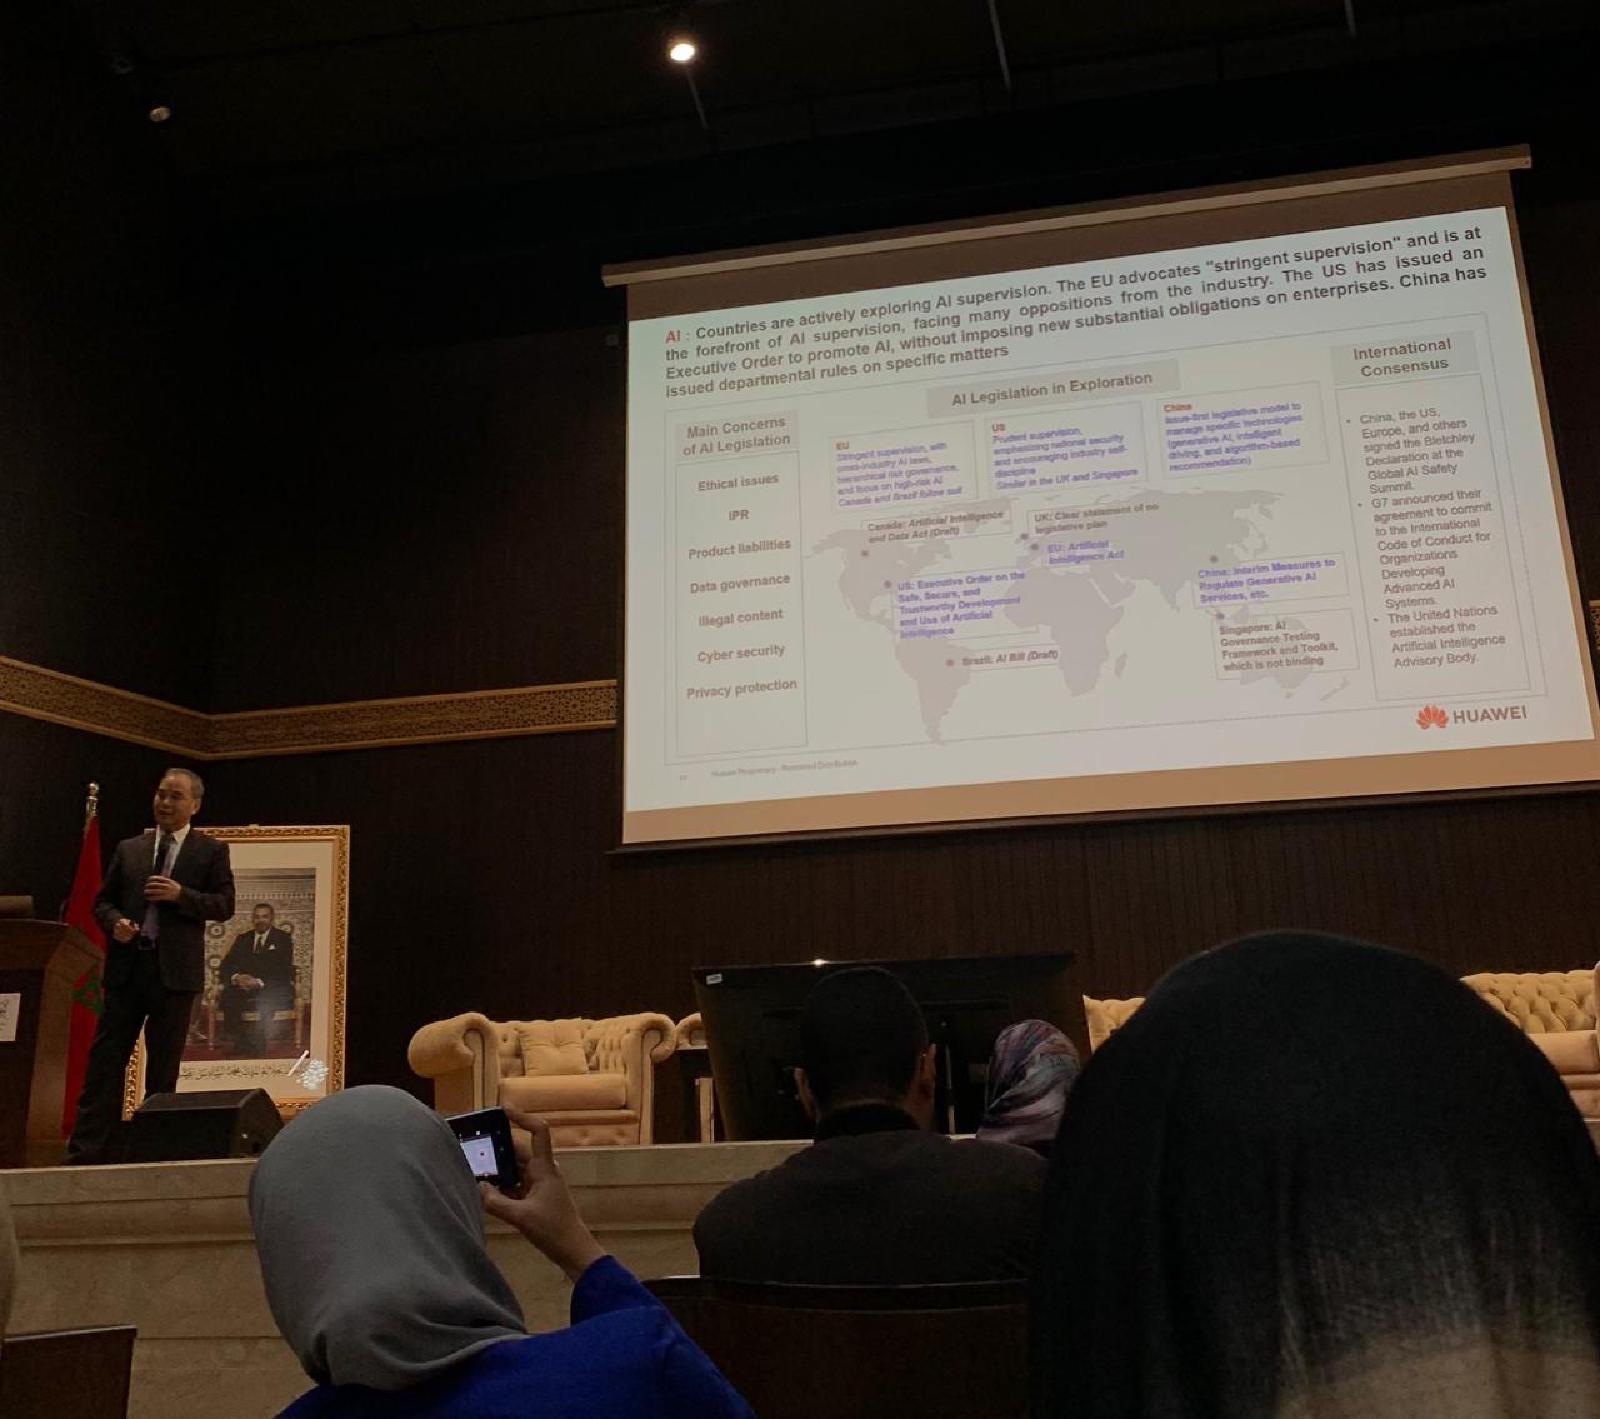 AI : Countries are actively exploring AI supervision. The EU advocates "stringent supervision" and is at
the forefront of AI supervision, facing many oppositions from the industry. The US has issued an
Executive Order to promote AI, without imposing new substantial obligations on enterprises. China has
issued departmental rules on specific matters
Main Concerns
of AI Legislation
Ethical issues
IPR
Product liabilities
Data governance
Illegal content
Cyber security
Privacy protection
AI Legislation in Exploration
EU
Stringent supervision, with
cross-industry AI laws,
hierarchical risk governance,
and focus on high-risk AI
Canada and Brazil follow suit
US
Prudent supervision,
emphasizing national security
and encouraging industry self-
discipline
Similar in the UK and Singapore
China
Issue-first legislative model to
manage specific technologies
(generative AI, intelligent
driving, and algorithm-based
recommendation)
Canada: Artificial Intelligence
and Data Act (Draft)
UK: Clear statement of no
legislative plan
EU: Artificial
Intelligence Act
US: Executive Order on the
Safe, Secure, and
Trustworthy Development
and Use of Artificial
Intelligence
China: Interim Measures to
Regulate Generative AI
Services, etc.
Singapore: AI
Governance Testing
Framework and Toolkit,
which is not binding
Brazil: AI Bill (Draft)
International
Consensus
• China, the US,
Europe, and others
signed the Bletchley
Declaration at the
Global AI Safety
Summit.
• G7 announced their
agreement to commit
to the International
Code of Conduct for
Organizations
Developing
Advanced AI
Systems.
• The United Nations
established the
Artificial Intelligence
Advisory Body.
HUAWEI
Huawei Proprietary - Restricted Distribution